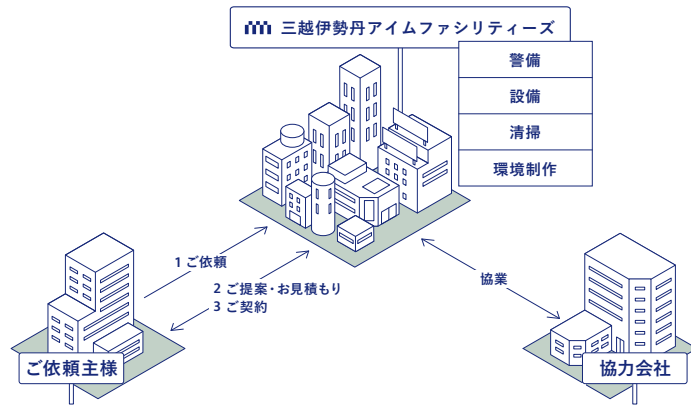 三越伊勢丹アイムファシリティーズ
警備
設備
清掃
環境制作
1 ご依頼
2 ご提案・お見積もり
3 ご契約
協業
ご依頼主様
協力会社